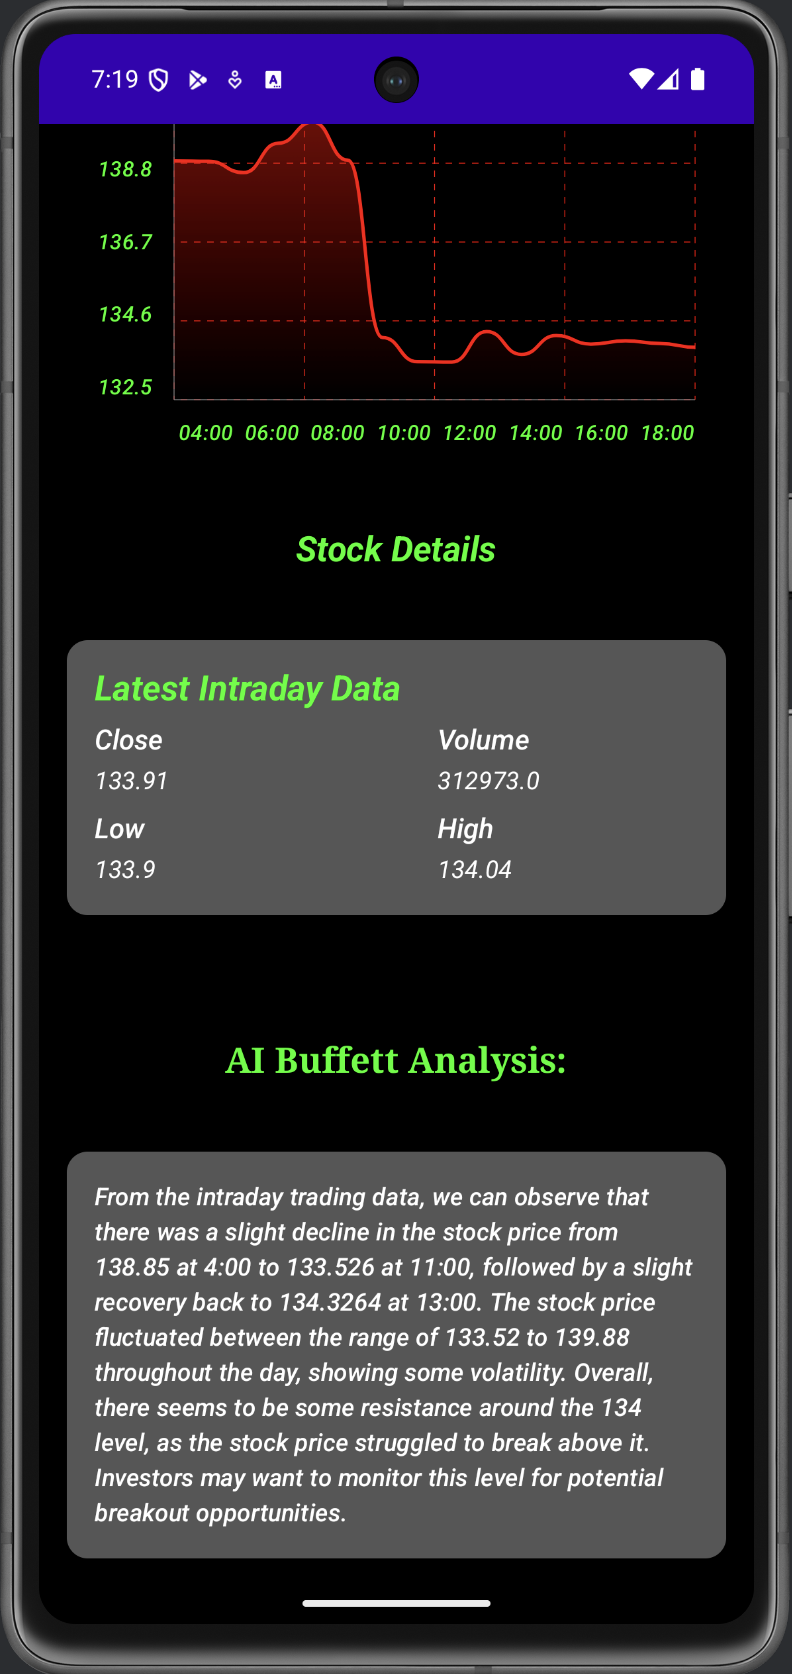 7:19
138.8
136.7
134.6
132.5
04:00 06:00 08:00 10:00 12:00 14:00 16:00 18:00
Stock Details
Latest Intraday Data
Close Volume
133.91 312973.0
Low High
133.9 134.04
AI Buffett Analysis:
From the intraday trading data, we can observe that
there was a slight decline in the stock price from
138.85 at 4:00 to 133.526 at 11:00, followed by a slight
recovery back to 134.3264 at 13:00. The stock price
fluctuated between the range of 133.52 to 139.88
throughout the day, showing some volatility. Overall,
there seems to be some resistance around the 134
level, as the stock price struggled to break above it.
Investors may want to monitor this level for potential
breakout opportunities.